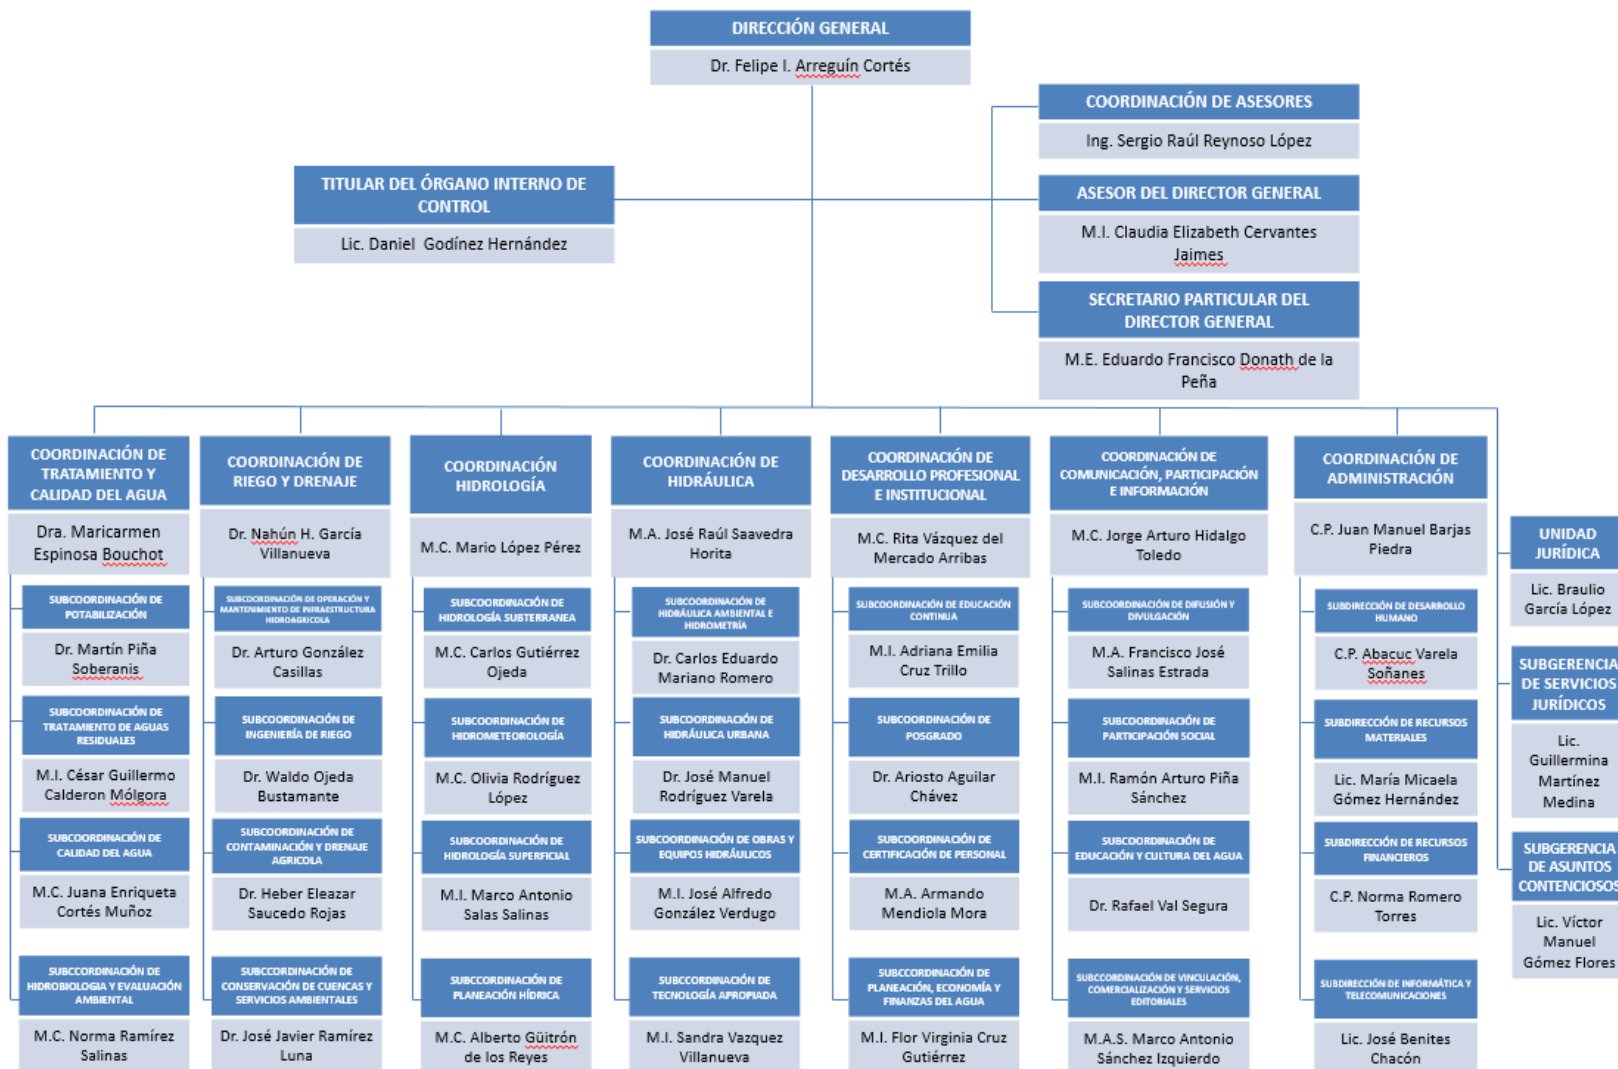 DIRECCIÓN GENERAL
Dr. Felipe I. Arreguín Cortés
COORDINACIÓN DE ASESORES
Ing. Sergio Raúl Reynoso López
TITULAR DEL ÓRGANO INTERNO DE
CONTROL
Lic. Daniel Godínez Hernández
ASESOR DEL DIRECTOR GENERAL
M.I. Claudia Elizabeth Cervantes
Jaimes
SECRETARIO PARTICULAR DEL
DIRECTOR GENERAL
M.E. Eduardo Francisco Donath de la
Peña
COORDINACIÓN DE
TRATAMIENTO Y
CALIDAD DEL AGUA
Dra. Maricarmen
Espinosa Bouchot
SUBCOORDINACIÓN DE
POTABILIZACIÓN
Dr. Martín Piña
Soberanis
SUBCOORDINACIÓN DE
TRATAMIENTO DE AGUAS
RESIDUALES
M.I. César Guillermo
Calderon Mólgora
SUBCOORDINACIÓN DE
CALIDAD DEL AGUA
M.C. Juana Enriqueta
Cortés Muñoz
SUBCCORDINACIÓN DE
HIDROBIOLOGIA Y EVALUACIÓN
AMBIENTAL
M.C. Norma Ramírez
Salinas
COORDINACIÓN DE
RIEGO Y DRENAJE
Dr. Nahún H. García
Villanueva
SUBCOORDINACIÓN DE OPERACIÓN Y
MANTENIMIENTO DE INFRAESTRUCTURA
HIDROAGRICOLA
Dr. Arturo González
Casillas
SUBCOORDINACIÓN DE
INGENIERÍA DE RIEGO
Dr. Waldo Ojeda
Bustamante
SUBCOORDINACIÓN DE
CONTAMINACIÓN Y DRENAJE
AGRICOLA
Dr. Heber Eleazar
Saucedo Rojas
SUBCCORDINACIÓN DE
CONSERVACIÓN DE CUENCAS Y
SERVICIOS AMBIENTALES
Dr. José Javier Ramírez
Luna
COORDINACIÓN
HIDROLOGÍA
M.C. Mario López Pérez
SUBCOORDINACIÓN DE
HIDROLOGÍA SUBTERRANEA
M.C. Carlos Gutiérrez
Ojeda
SUBCOORDINACIÓN DE
HIDROMETEOROLOGÍA
M.C. Olivia Rodríguez
López
SUBCOORDINACIÓN DE
HIDROLOGÍA SUPERFICIAL
M.I. Marco Antonio
Salas Salinas
SUBCCORDINACIÓN DE
PLANEACIÓN HÍDRICA
M.C. Alberto Güitrón
de los Reyes
COORDINACIÓN DE
HIDRÁULICA
M.A. José Raúl Saavedra
Horita
SUBCOORDINACIÓN DE
HIDRÁULICA AMBIENTAL E
HIDROMETRÍA
Dr. Carlos Eduardo
Mariano Romero
SUBCOORDINACIÓN DE
HIDRÁULICA URBANA
Dr. José Manuel
Rodríguez Varela
SUBCOORDINACIÓN DE OBRAS Y
EQUIPOS HIDRÁULICOS
M.I. José Alfredo
González Verdugo
SUBCCORDINACIÓN DE
TECNOLOGÍA APROPIADA
M.I. Sandra Vazquez
Villanueva
COORDINACIÓN DE
DESARROLLO PROFESIONAL
E INSTITUCIONAL
M.C. Rita Vázquez del
Mercado Arribas
SUBCOORDINACIÓN DE EDUCACIÓN
CONTINUA
M.I. Adriana Emilia
Cruz Trillo
SUBCOORDINACIÓN DE
POSGRADO
Dr. Ariosto Aguilar
Chávez
SUBCOORDINACIÓN DE
CERTIFICACIÓN DE PERSONAL
M.A. Armando
Mendiola Mora
SUBCCORDINACIÓN DE
PLANEACIÓN, ECONOMÍA Y
FINANZAS DEL AGUA
M.I. Flor Virginia Cruz
Gutiérrez
COORDINACIÓN DE
COMUNICACIÓN, PARTICIPACIÓN
E INFORMACIÓN
M.C. Jorge Arturo Hidalgo
Toledo
SUBCOORDINACIÓN DE DIFUSIÓN Y
DIVULGACIÓN
M.A. Francisco José
Salinas Estrada
SUBCOORDINACIÓN DE
PARTICIPACIÓN SOCIAL
M.I. Ramón Arturo Piña
Sánchez
SUBCOORDINACIÓN DE
EDUCACIÓN Y CULTURA DEL AGUA
Dr. Rafael Val Segura
SUBCCORDINACIÓN DE VINCULACIÓN,
COMERCIALIZACIÓN Y SERVICIOS
EDITORIALES
M.A.S. Marco Antonio
Sánchez Izquierdo
COORDINACIÓN DE
ADMINISTRACIÓN
C.P. Juan Manuel Barjas
Piedra
SUBDIRECCIÓN DE DESARROLLO
HUMANO
C.P. Abacuc Varela
Soñanes
SUBDIRECCIÓN DE RECURSOS
MATERIALES
Lic. María Micaela
Gómez Hernández
SUBDIRECCIÓN DE RECURSOS
FINANCIEROS
C.P. Norma Romero
Torres
SUBDIRECCIÓN DE INFORMÁTICA Y
TELECOMUNICACIONES
Lic. José Benites
Chacón
UNIDAD
JURÍDICA
Lic. Braulio
García López
SUBGERENCIA
DE SERVICIOS
JURÍDICOS
Lic.
Guillermina
Martínez
Medina
SUBGERENCIA
DE ASUNTOS
CONTENCIOSOS
Lic. Víctor
Manuel
Gómez Flores